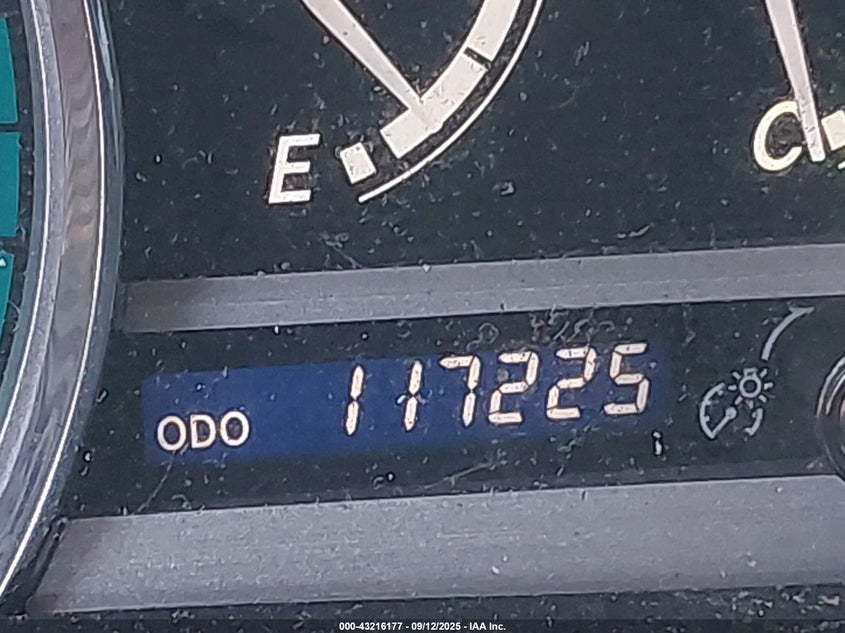 E
C
ODO 117225
000-43216177 - 09/12/2025 - IAA Inc.